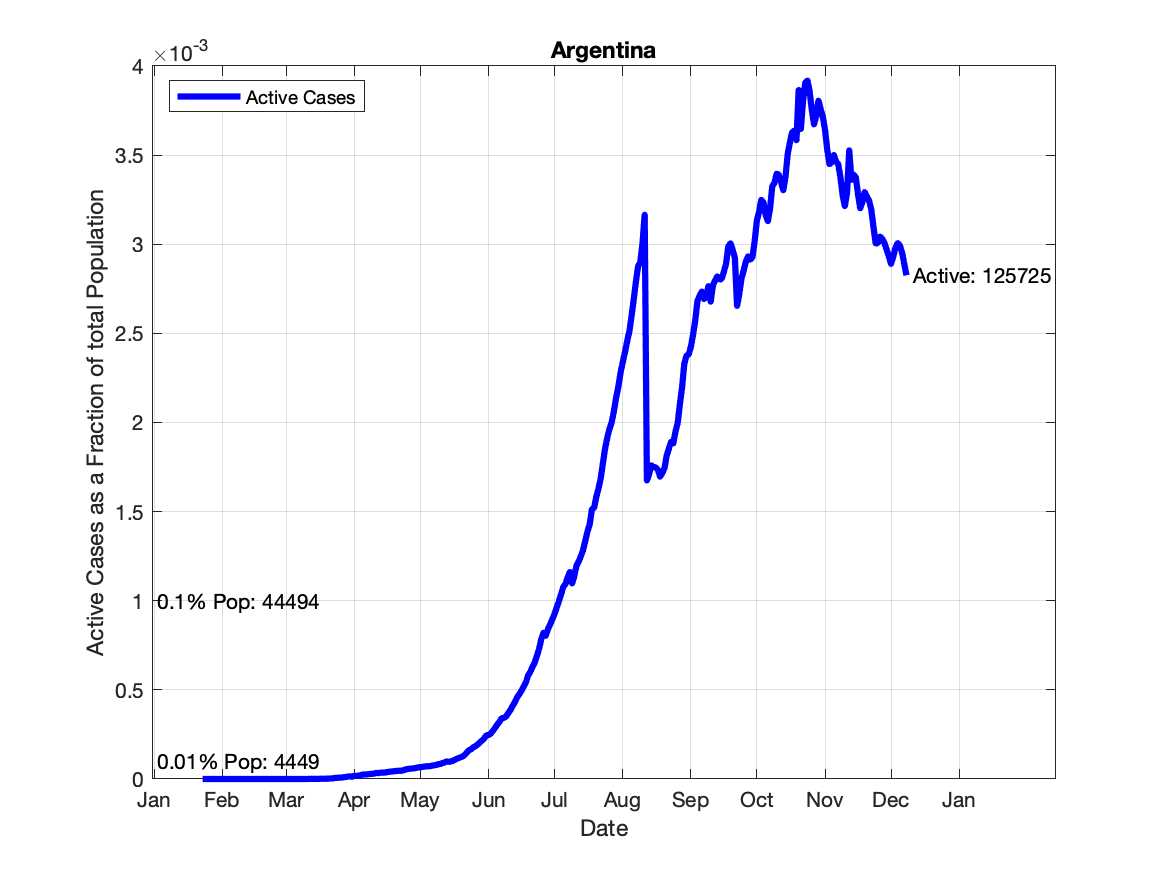 Argentina
×10-3
Active Cases
4
3.5
3
2.5
2
1.5
1
0.5
0
Active Cases as a Fraction of total Population
Active: 125725
0.1% Pop: 44494
0.01% Pop: 4449
Jan Feb Mar Apr May Jun Jul Aug Sep Oct Nov Dec Jan
Date